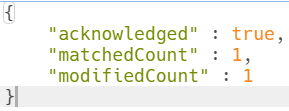 {
    "acknowledged" : true,
    "matchedCount" : 1,
    "modifiedCount" : 1
}